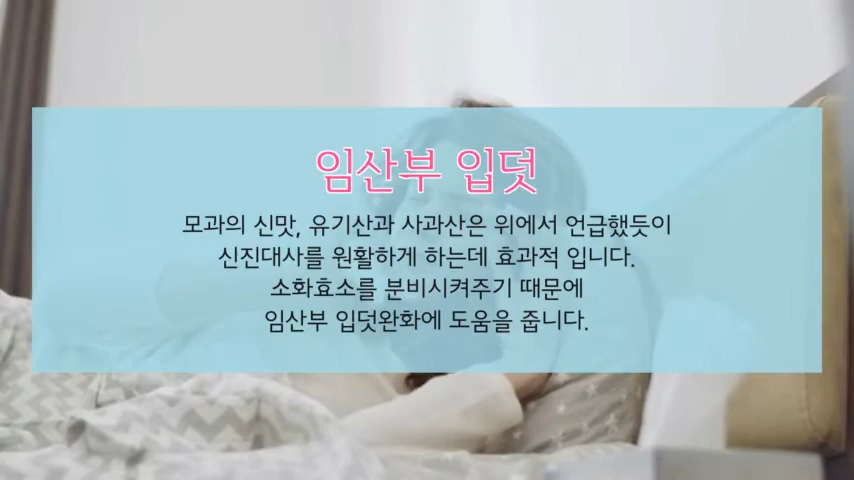 임산부 입덧
모과의 신맛, 유기산과 사과산은 위에서 언급했듯이
신진대사를 원활하게 하는데 효과적 입니다.
소화효소를 분비시켜주기 때문에
임산부 입덧완화에 도움을 줍니다.